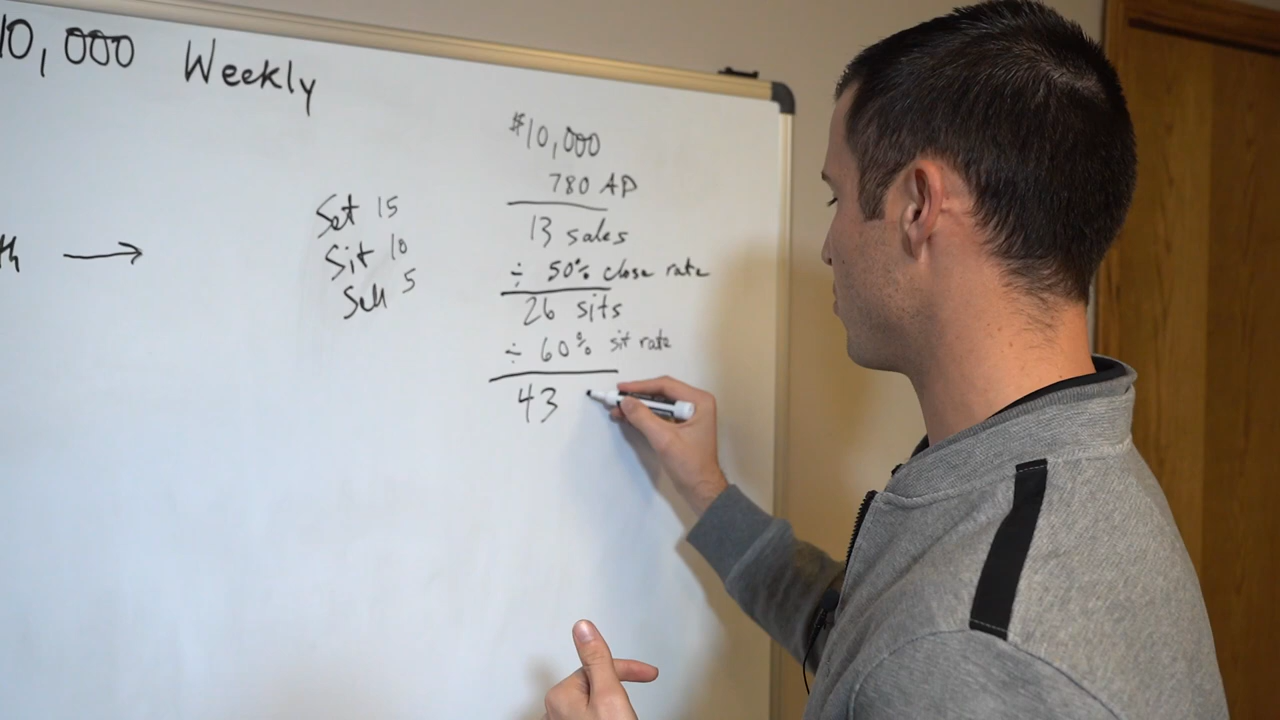 10,000 Weekly
th →
Set 15
Sit 10
Sell 5
$10,000
780 AP
13 sales
÷ 50% close rate
26 sits
÷ 60% sit rate
43